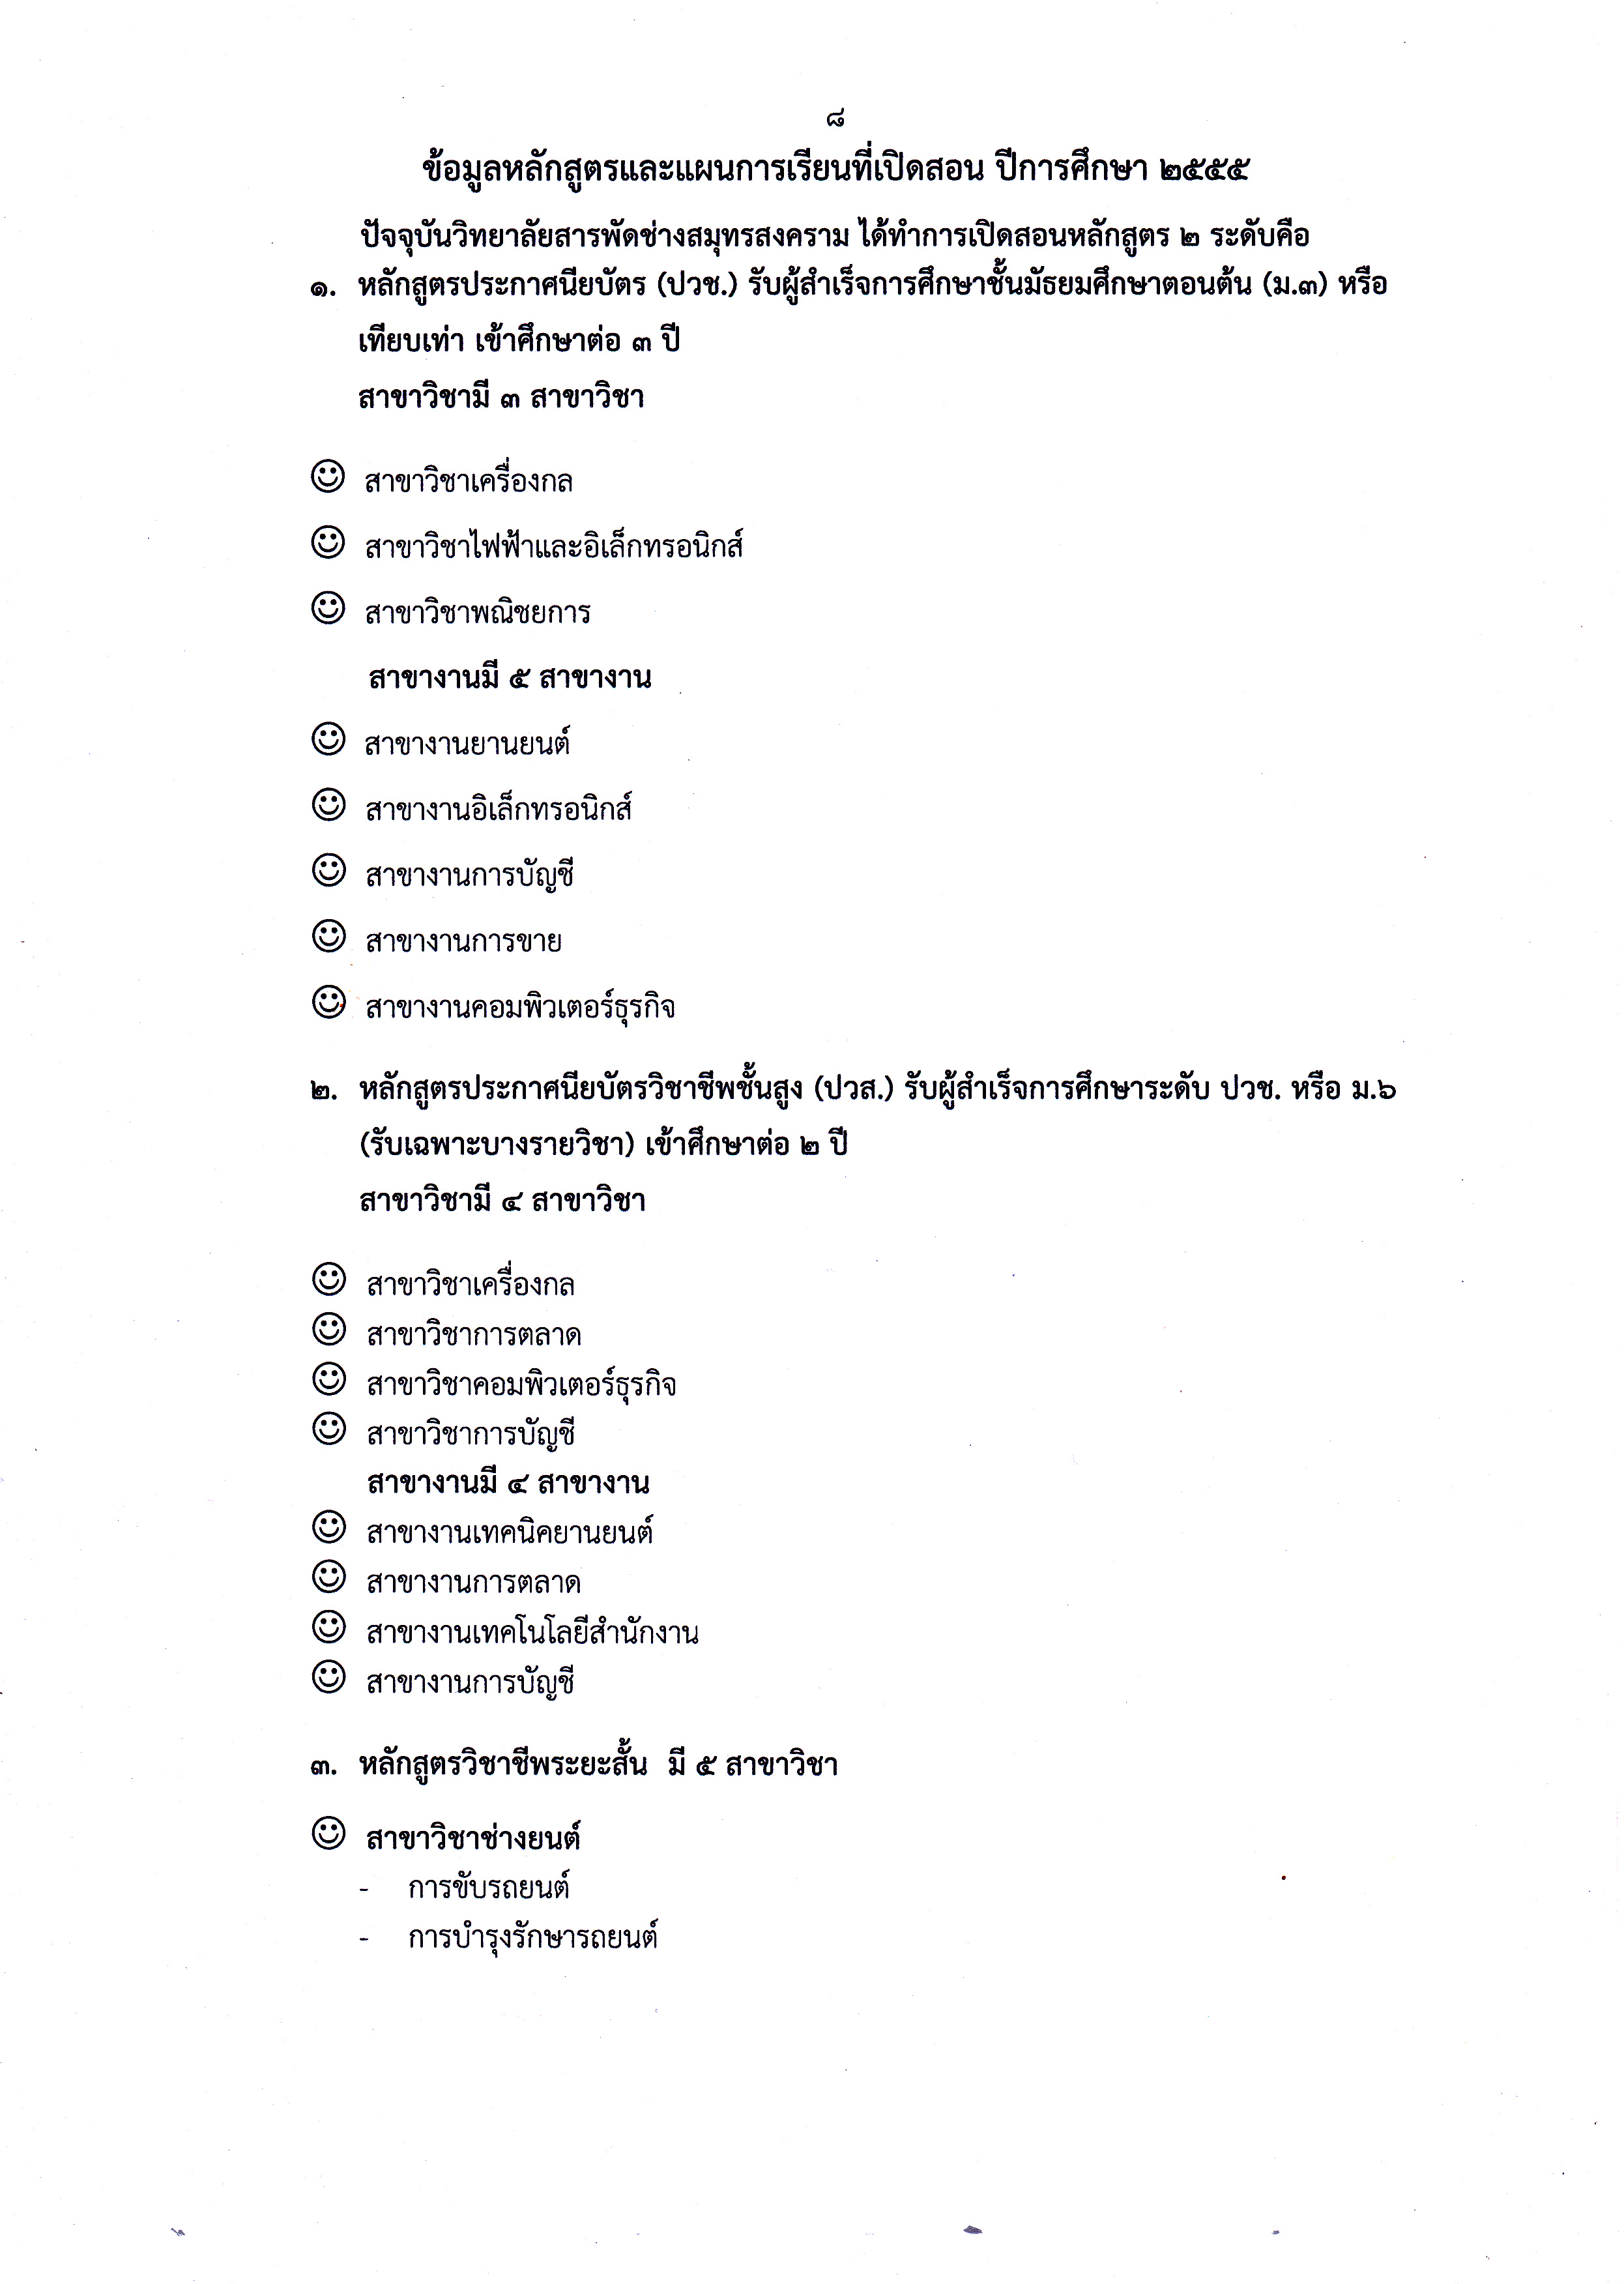 ๘
ข้อมูลหลักสูตรและแผนการเรียนที่เปิดสอน ปีการศึกษา ๒๕๕๕
ปัจจุบันวิทยาลัยสารพัดช่างสมุทรสงคราม ได้ทำการเปิดสอนหลักสูตร ๒ ระดับคือ
๑. หลักสูตรประกาศนียบัตร (ปวช.) รับผู้สำเร็จการศึกษาชั้นมัธยมศึกษาตอนต้น (ม.๓) หรือ
เทียบเท่า เข้าศึกษาต่อ ๓ ปี
สาขาวิชามี ๓ สาขาวิชา
☺ สาขาวิชาเครื่องกล
☺ สาขาวิชาไฟฟ้าและอิเล็กทรอนิกส์
☺ สาขาวิชาพณิชยการ
สาขางานมี ๕ สาขางาน
☺ สาขางานยานยนต์
☺ สาขางานอิเล็กทรอนิกส์
☺ สาขางานการบัญชี
☺ สาขางานการขาย
☺ สาขางานคอมพิวเตอร์ธุรกิจ
๒. หลักสูตรประกาศนียบัตรวิชาชีพชั้นสูง (ปวส.) รับผู้สำเร็จการศึกษาระดับ ปวช. หรือ ม.๖
(รับเฉพาะบางรายวิชา) เข้าศึกษาต่อ ๒ ปี
สาขาวิชามี ๔ สาขาวิชา
☺ สาขาวิชาเครื่องกล
☺ สาขาวิชาการตลาด
☺ สาขาวิชาคอมพิวเตอร์ธุรกิจ
☺ สาขาวิชาการบัญชี
สาขางานมี ๔ สาขางาน
☺ สาขางานเทคนิคยานยนต์
☺ สาขางานการตลาด
☺ สาขางานเทคโนโลยีสำนักงาน
☺ สาขางานการบัญชี
๓. หลักสูตรวิชาชีพระยะสั้น มี ๕ สาขาวิชา
☺ สาขาวิชาช่างยนต์
- การขับรถยนต์
- การบำรุงรักษารถยนต์